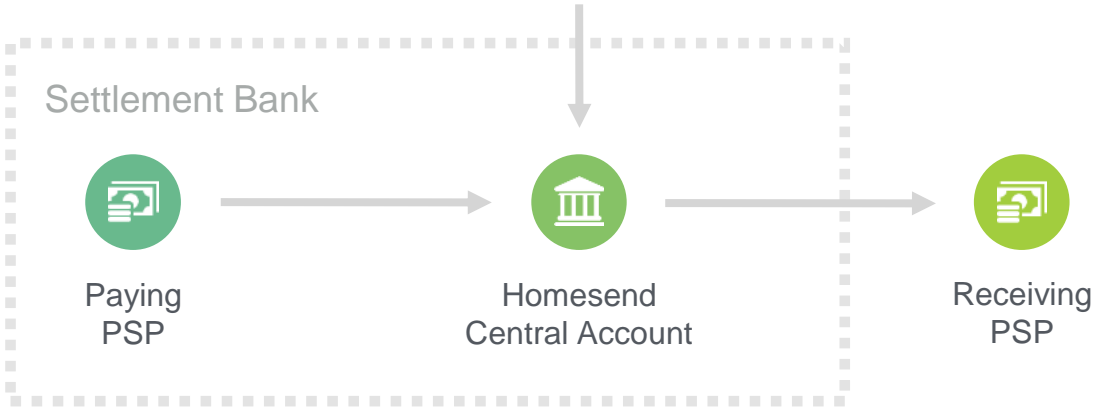 Settlement Bank
Paying
PSP
Homesend
Central Account
Receiving
PSP